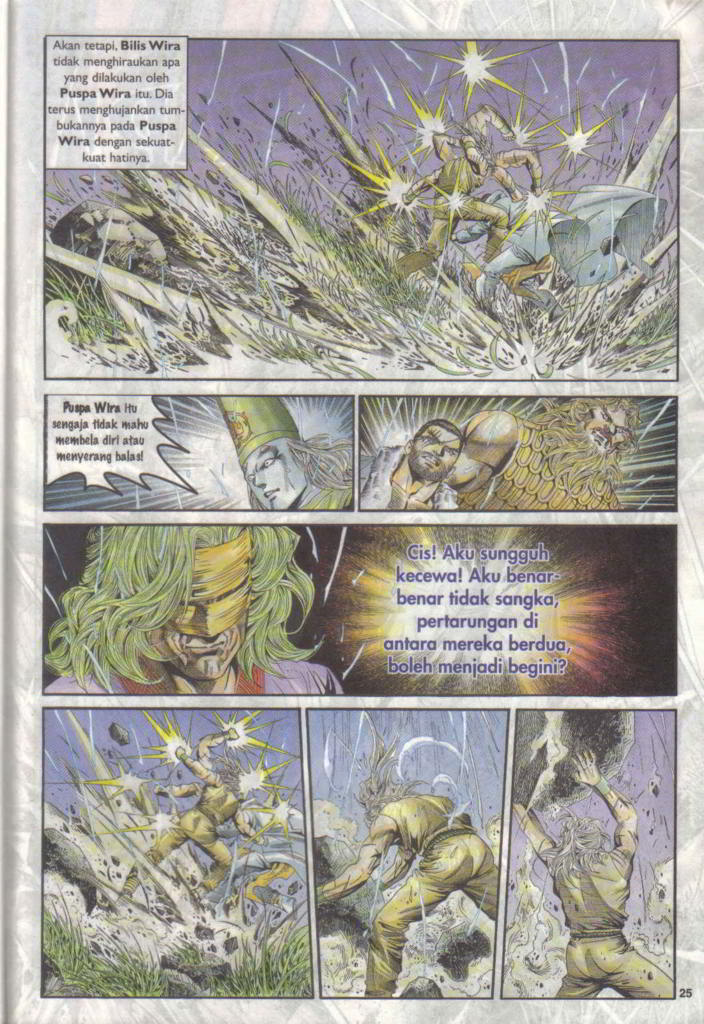 Akan tetapi, Bilis Wira
tidak menghiraukan apa
yang dilakukan oleh
Puspa Wira itu. Dia
terus menghujankan tum-
bukannya pada Puspa
Wira dengan sekuat-
kuat hatinya.
Puspa Wira itu
sengaja tidak mahu
membela diri atau
menyerang balas!
Cis! Aku sungguh
kecewa! Aku benar-
benar tidak sangka,
pertarungan di
antara mereka berdua,
boleh menjadi begini?
25